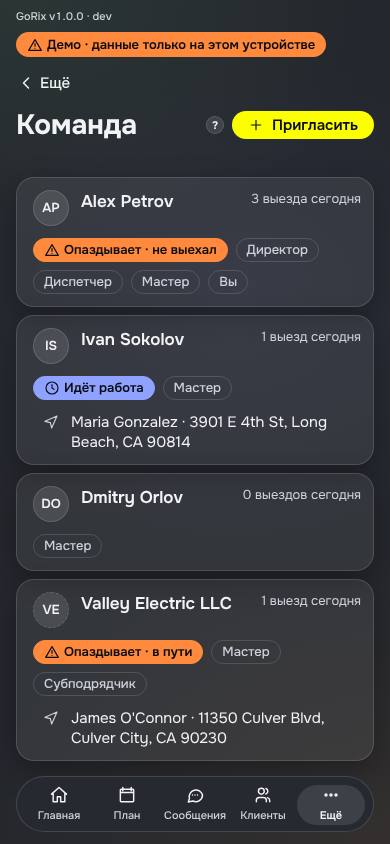 GoRix v1.0.0 · dev
Демо · данные только на этом устройстве
Ещё
Команда
?
+ Пригласить
AP
Alex Petrov
3 выезда сегодня
Опаздывает · не выехал
Директор
Диспетчер
Мастер
Вы
IS
Ivan Sokolov
1 выезд сегодня
Идёт работа
Мастер
Maria Gonzalez · 3901 E 4th St, Long
Beach, CA 90814
DO
Dmitry Orlov
0 выездов сегодня
Мастер
VE
Valley Electric LLC
1 выезд сегодня
Опаздывает · в пути
Мастер
Субподрядчик
James O'Connor · 11350 Culver Blvd,
Culver City, CA 90230
Главная
План
Сообщения
Клиенты
Ещё